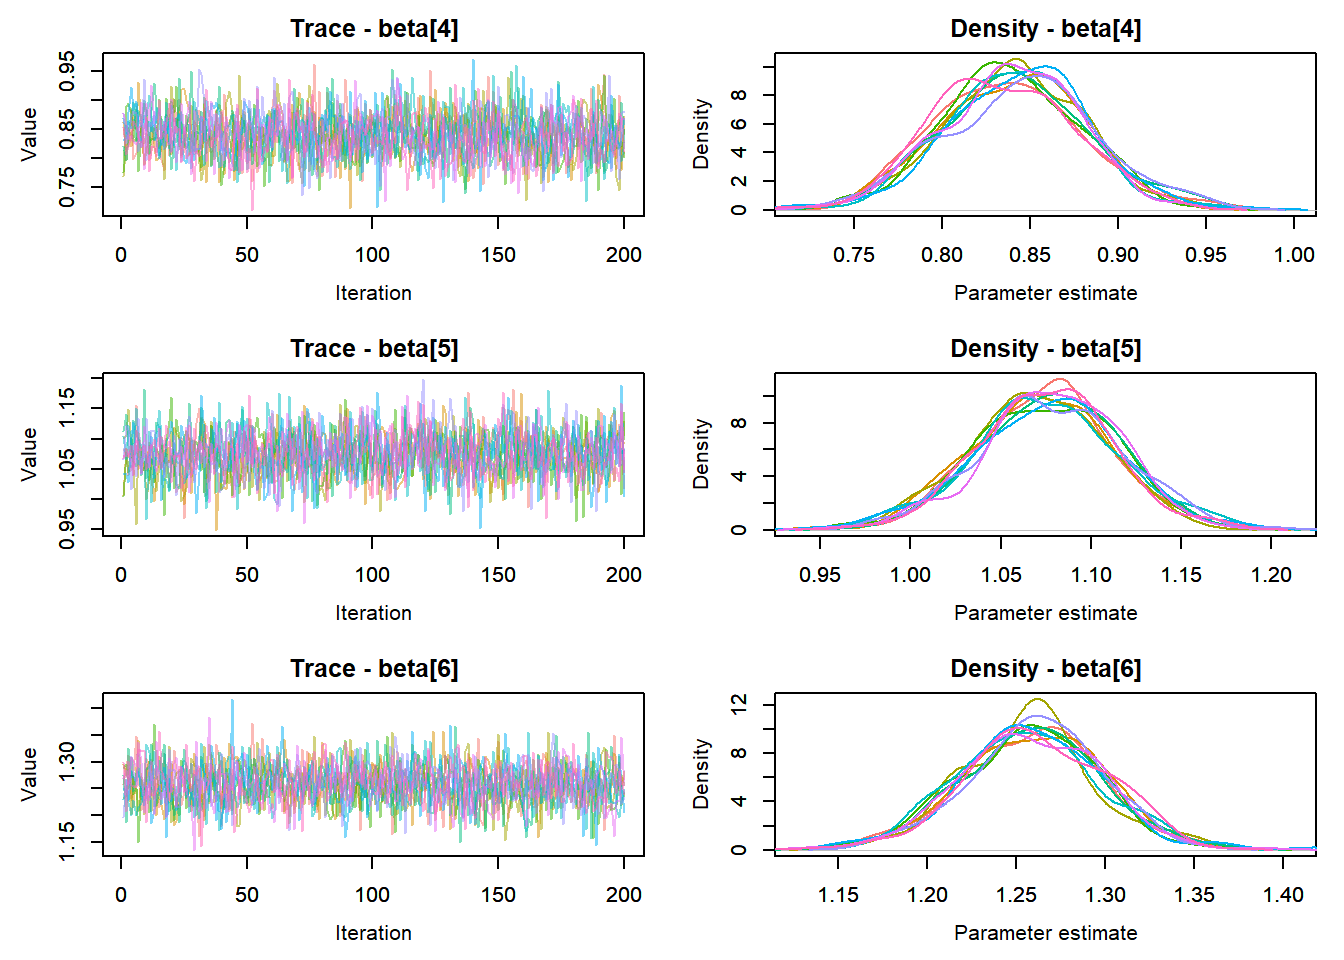 Trace - beta[4]
Value
0.75 0.85 0.95
0 50 100 150 200
Iteration
Density - beta[4]
Density
0 2 4 6 8
0.75 0.80 0.85 0.90 0.95 1.00
Parameter estimate
Trace - beta[5]
Value
0.95 1.05 1.15
0 50 100 150 200
Iteration
Density - beta[5]
Density
0 4 8
0.95 1.00 1.05 1.10 1.15 1.20
Parameter estimate
Trace - beta[6]
Value
1.15 1.30
0 50 100 150 200
Iteration
Density - beta[6]
Density
0 4 8 12
1.15 1.20 1.25 1.30 1.35 1.40
Parameter estimate